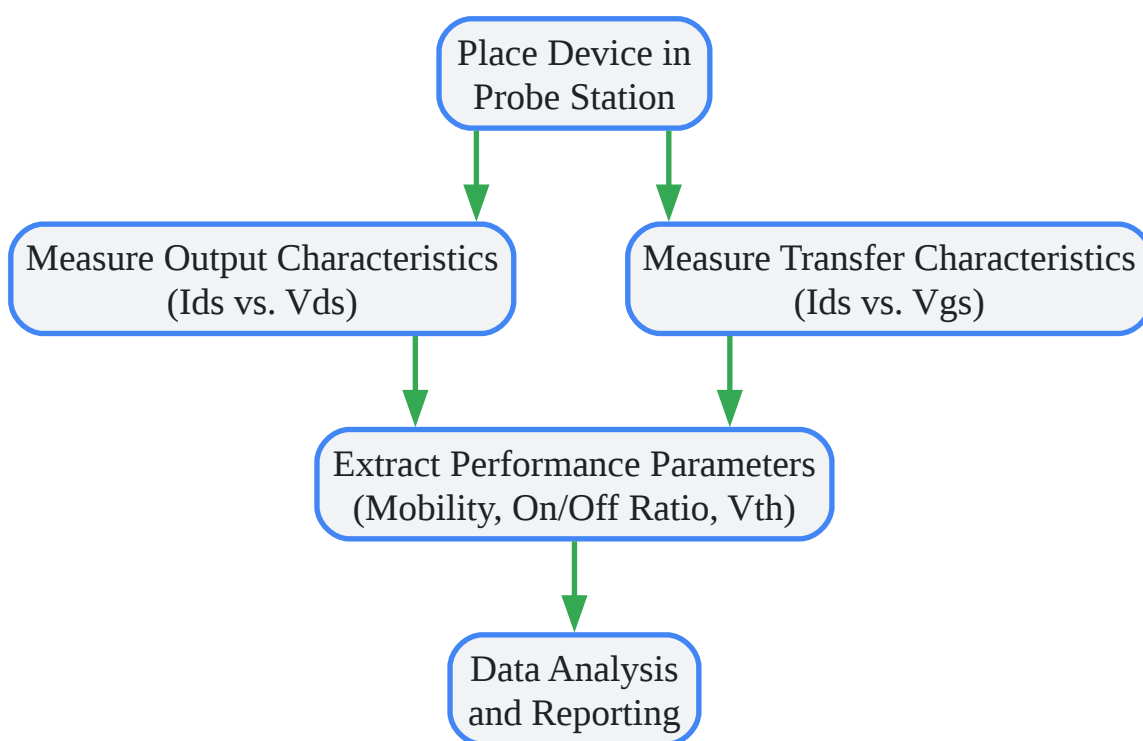 Place Device in
Probe Station
Measure Output Characteristics
(Ids vs. Vds)
Measure Transfer Characteristics
(Ids vs. Vgs)
Extract Performance Parameters
(Mobility, On/Off Ratio, Vth)
Data Analysis
and Reporting